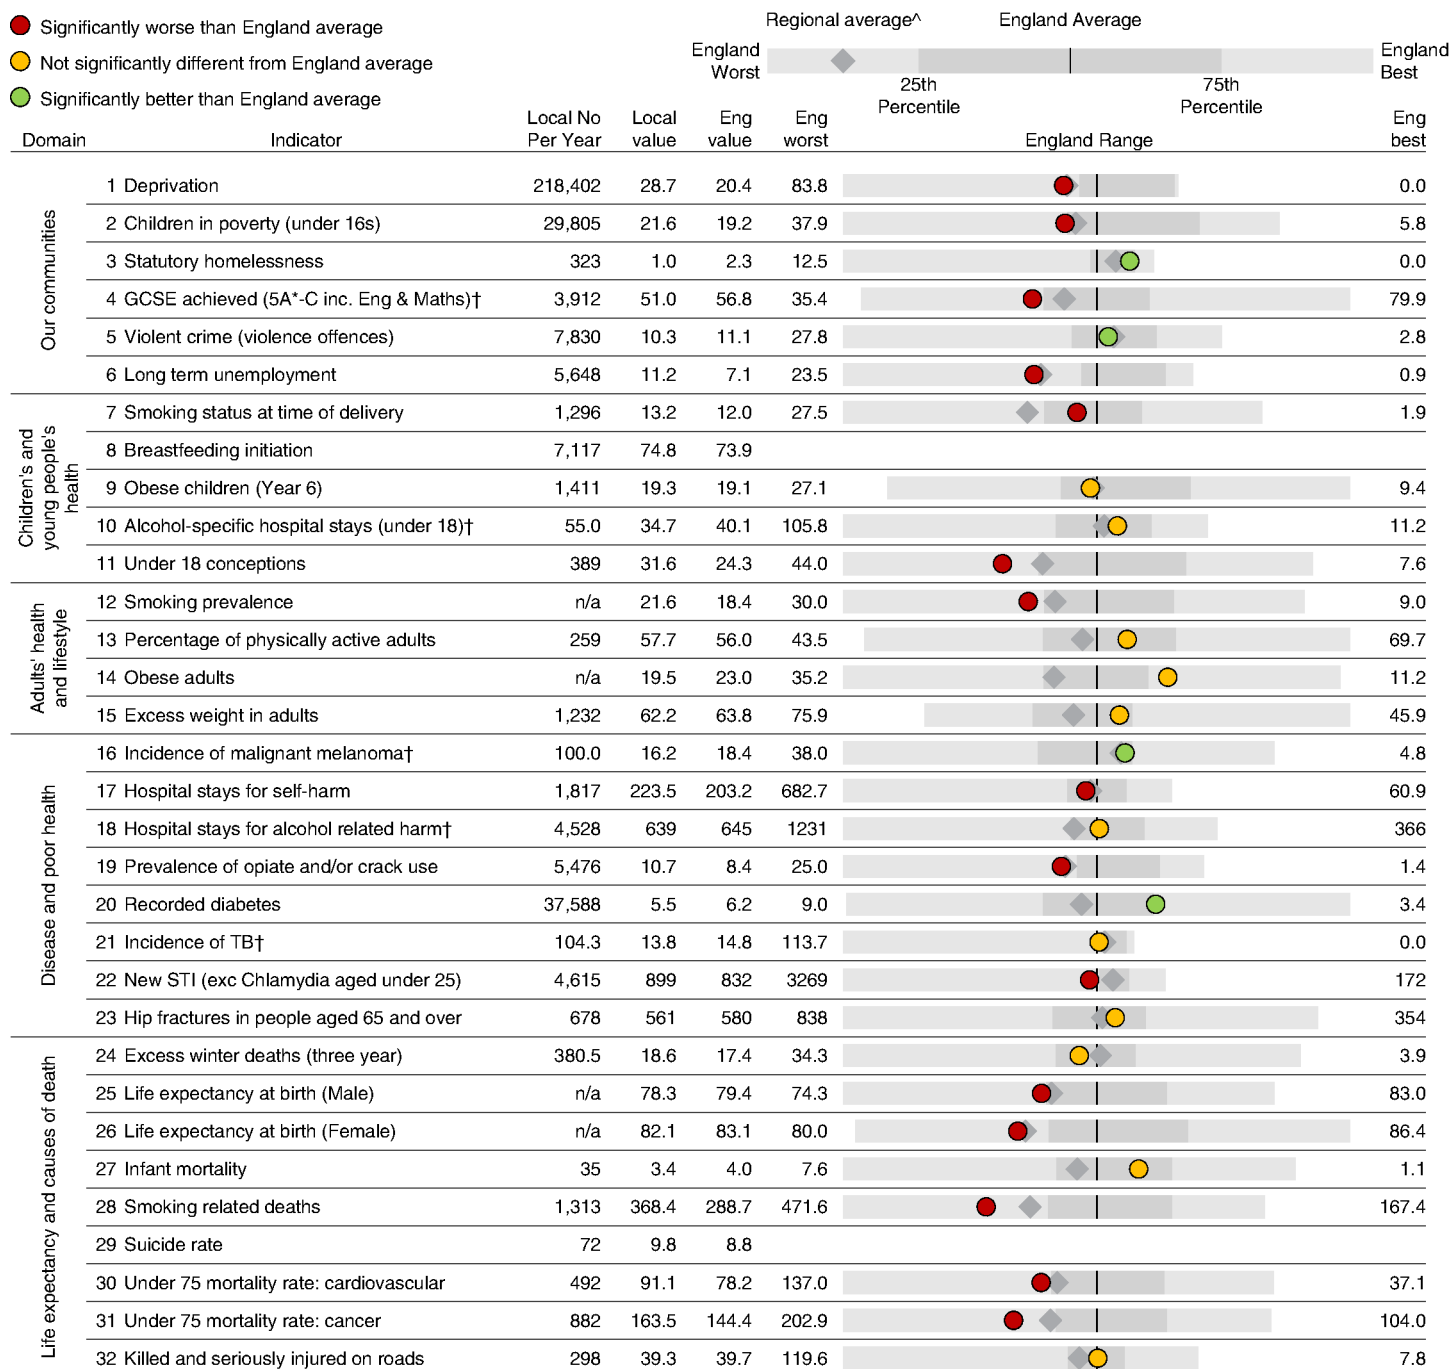 Significantly worse than England average
Not significantly different from England average
Significantly better than England average
Regional average^ England Average
England Worst
England Best
25th Percentile
75th Percentile
Domain Indicator Local No Per Year Local value Eng value Eng worst England Range Eng best
Our communities
1 Deprivation 218,402 28.7 20.4 83.8 0.0
2 Children in poverty (under 16s) 29,805 21.6 19.2 37.9 5.8
3 Statutory homelessness 323 1.0 2.3 12.5 0.0
4 GCSE achieved (5A*-C inc. Eng & Maths)† 3,912 51.0 56.8 35.4 79.9
5 Violent crime (violence offences) 7,830 10.3 11.1 27.8 2.8
6 Long term unemployment 5,648 11.2 7.1 23.5 0.9
Children's and young people's health
7 Smoking status at time of delivery 1,296 13.2 12.0 27.5 1.9
8 Breastfeeding initiation 7,117 74.8 73.9
9 Obese children (Year 6) 1,411 19.3 19.1 27.1 9.4
10 Alcohol-specific hospital stays (under 18)† 55.0 34.7 40.1 105.8 11.2
11 Under 18 conceptions 389 31.6 24.3 44.0 7.6
Adults' health and lifestyle
12 Smoking prevalence n/a 21.6 18.4 30.0 9.0
13 Percentage of physically active adults 259 57.7 56.0 43.5 69.7
14 Obese adults n/a 19.5 23.0 35.2 11.2
15 Excess weight in adults 1,232 62.2 63.8 75.9 45.9
Disease and poor health
16 Incidence of malignant melanoma† 100.0 16.2 18.4 38.0 4.8
17 Hospital stays for self-harm 1,817 223.5 203.2 682.7 60.9
18 Hospital stays for alcohol related harm† 4,528 639 645 1231 366
19 Prevalence of opiate and/or crack use 5,476 10.7 8.4 25.0 1.4
20 Recorded diabetes 37,588 5.5 6.2 9.0 3.4
21 Incidence of TB† 104.3 13.8 14.8 113.7 0.0
22 New STI (exc Chlamydia aged under 25) 4,615 899 832 3269 172
23 Hip fractures in people aged 65 and over 678 561 580 838 354
Life expectancy and causes of death
24 Excess winter deaths (three year) 380.5 18.6 17.4 34.3 3.9
25 Life expectancy at birth (Male) n/a 78.3 79.4 74.3 83.0
26 Life expectancy at birth (Female) n/a 82.1 83.1 80.0 86.4
27 Infant mortality 35 3.4 4.0 7.6 1.1
28 Smoking related deaths 1,313 368.4 288.7 471.6 167.4
29 Suicide rate 72 9.8 8.8
30 Under 75 mortality rate: cardiovascular 492 91.1 78.2 137.0 37.1
31 Under 75 mortality rate: cancer 882 163.5 144.4 202.9 104.0
32 Killed and seriously injured on roads 298 39.3 39.7 119.6 7.8